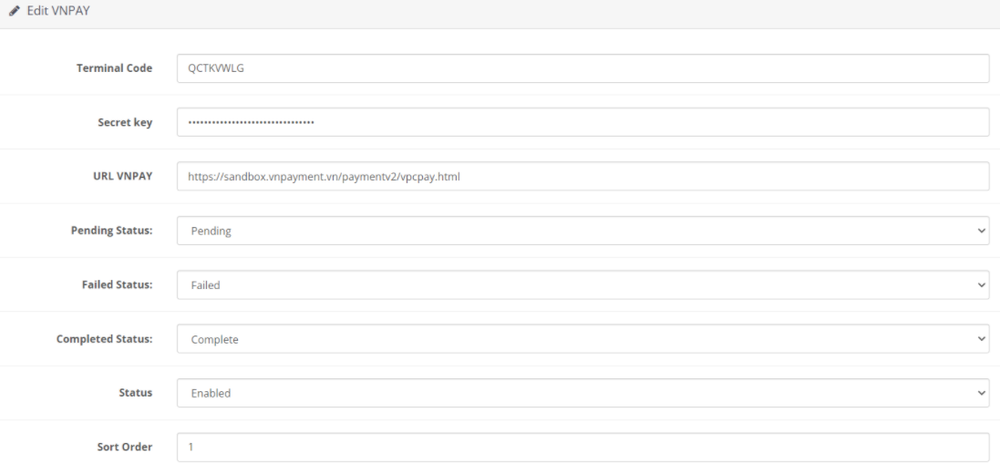 Edit VNPAY
Terminal Code QCTKVWLG
Secret key ••••••••••••••••••••••••••••••••
URL VNPAY https://sandbox.vnpayment.vn/paymentv2/vpcpay.html
Pending Status: Pending
Failed Status: Failed
Completed Status: Complete
Status Enabled
Sort Order 1